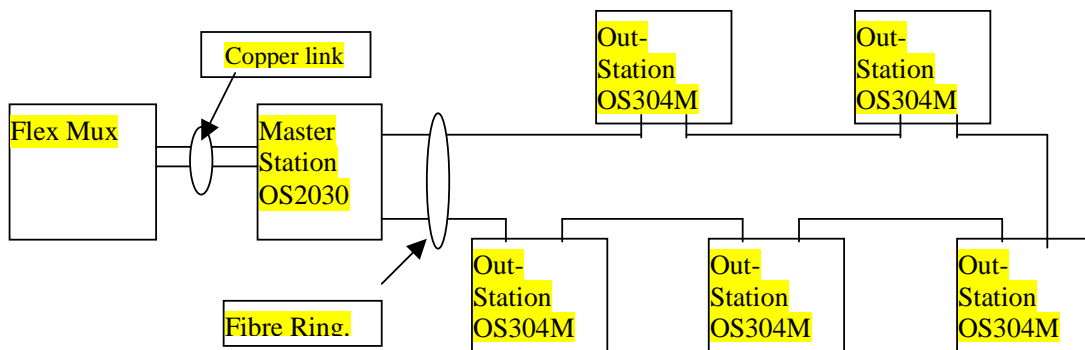 Copper link
Flex Mux
Master
Station
OS2030
Out-
Station
OS304M
Out-
Station
OS304M
Out-
Station
OS304M
Out-
Station
OS304M
Out-
Station
OS304M
Fibre Ring.